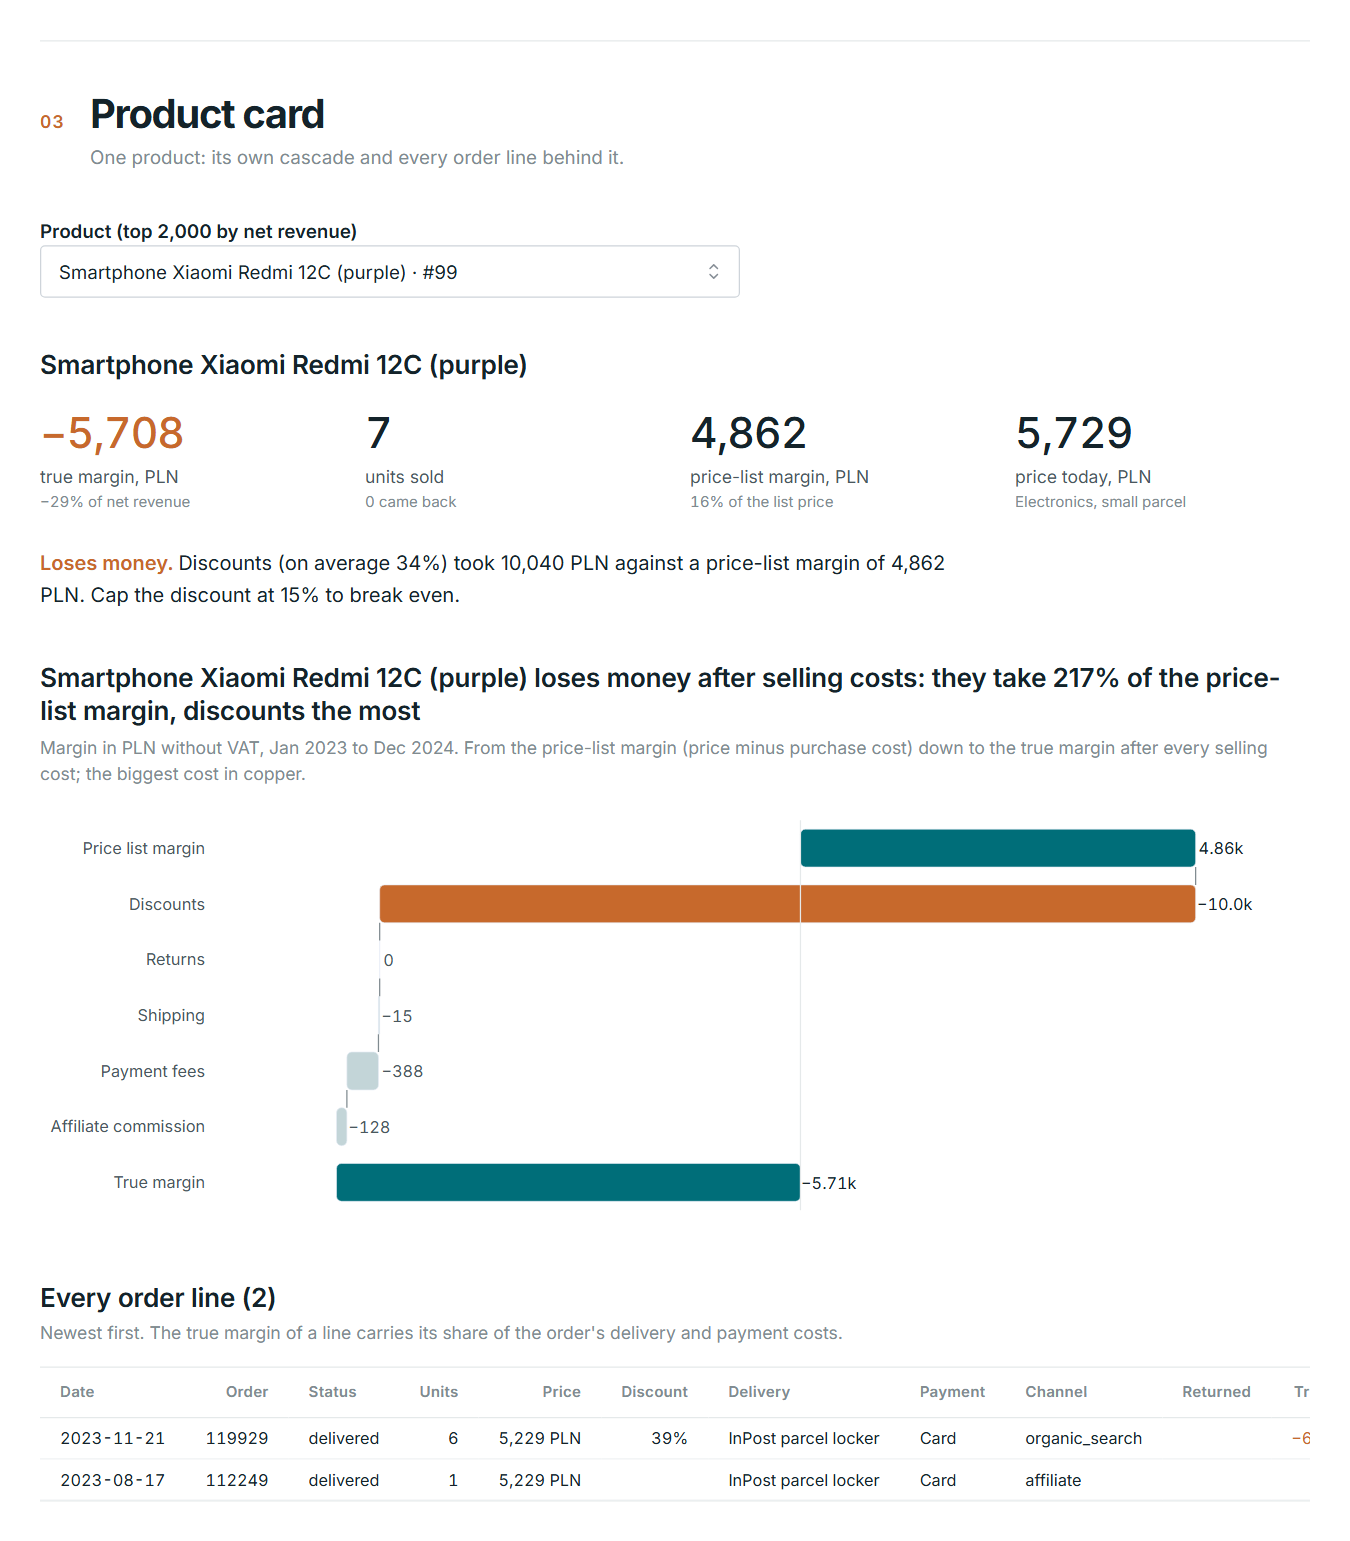 03 Product card
One product: its own cascade and every order line behind it.
Product (top 2,000 by net revenue)
Smartphone Xiaomi Redmi 12C (purple) · #99
Smartphone Xiaomi Redmi 12C (purple)
−5,708 7 4,862 5,729
true margin, PLN units sold price-list margin, PLN price today, PLN
−29% of net revenue 0 came back 16% of the list price Electronics, small parcel
Loses money. Discounts (on average 34%) took 10,040 PLN against a price-list margin of 4,862
PLN. Cap the discount at 15% to break even.
Smartphone Xiaomi Redmi 12C (purple) loses money after selling costs: they take 217% of the price-
list margin, discounts the most
Margin in PLN without VAT, Jan 2023 to Dec 2024. From the price-list margin (price minus purchase cost) down to the true margin after every selling
cost; the biggest cost in copper.
Price list margin 4.86k
Discounts −10.0k
Returns 0
Shipping −15
Payment fees −388
Affiliate commission −128
True margin −5.71k
Every order line (2)
Newest first. The true margin of a line carries its share of the order's delivery and payment costs.
Date Order Status Units Price Discount Delivery Payment Channel Returned Tr
2023-11-21 119929 delivered 6 5,229 PLN 39% InPost parcel locker Card organic_search −6
2023-08-17 112249 delivered 1 5,229 PLN InPost parcel locker Card affiliate